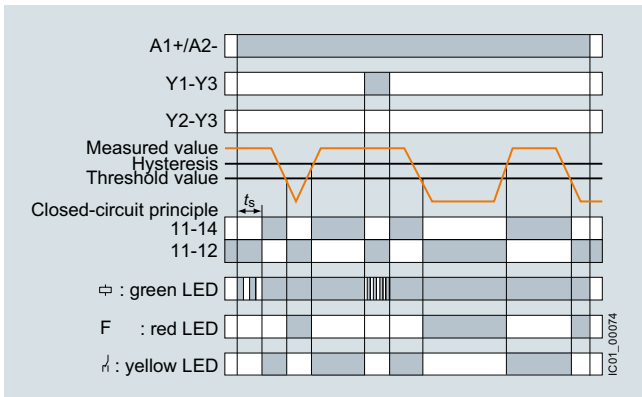 A1+/A2-
Y1-Y3
Y2-Y3
Measured value
Hysteresis
Threshold value
ts
Closed-circuit principle
11-14
11-12
: green LED
F : red LED
: yellow LED
IC01_00074